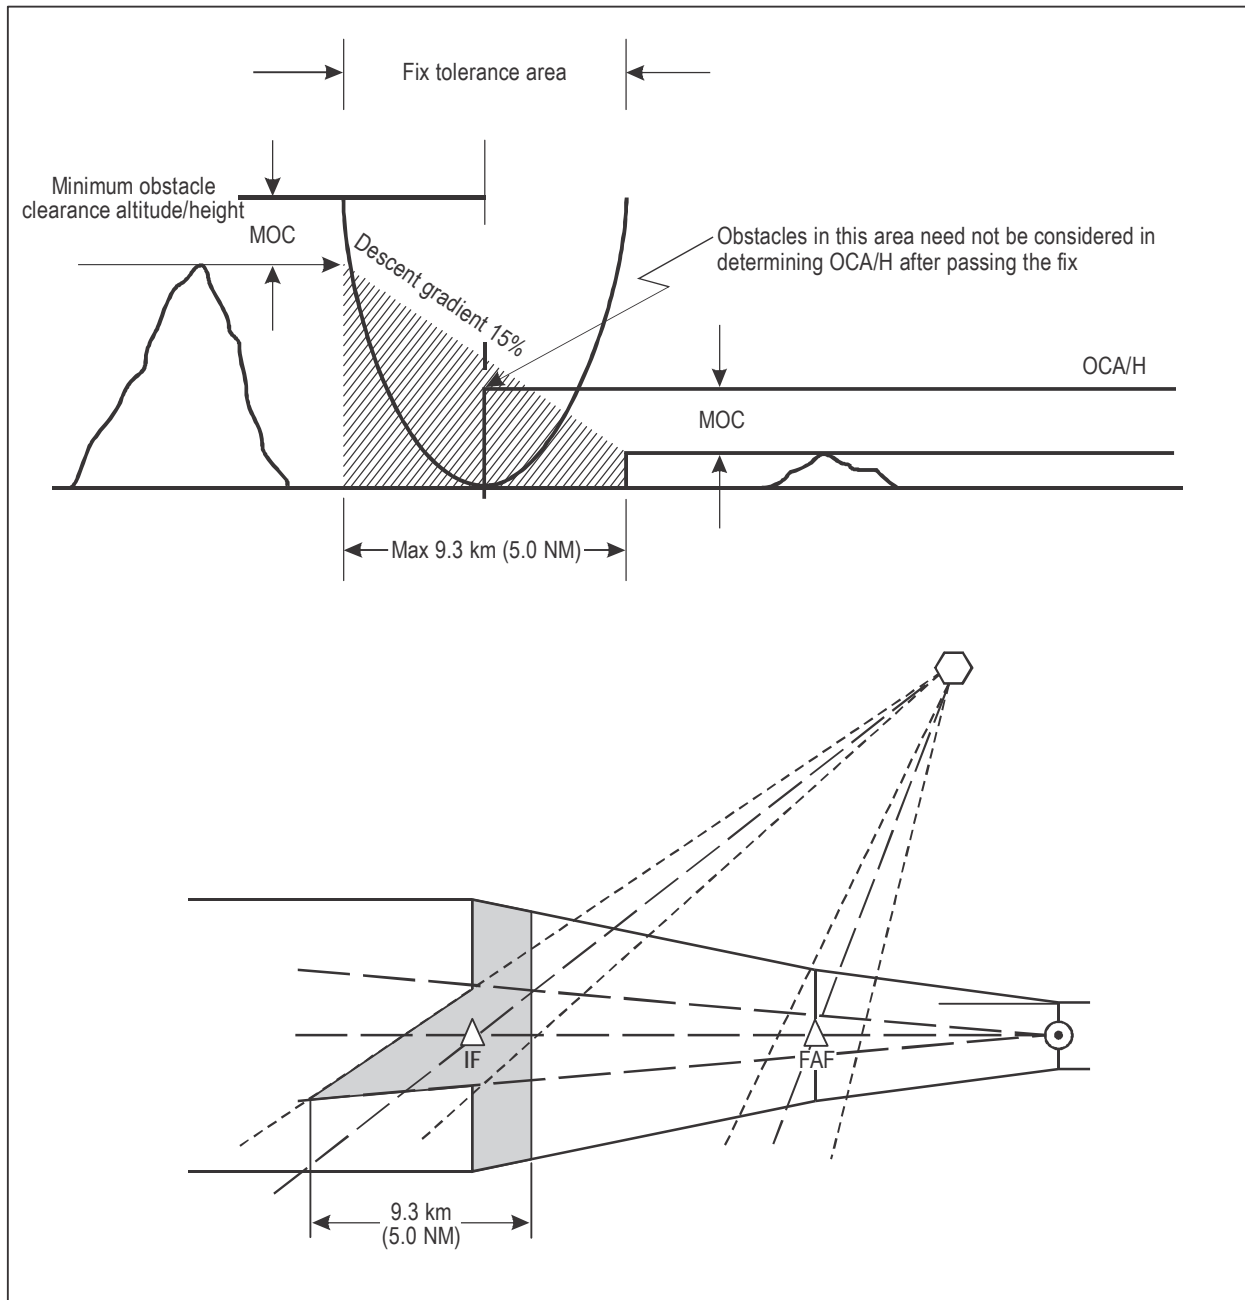 Fix tolerance area
Minimum obstacle
clearance altitude/height
MOC
Descent gradient 15%
Obstacles in this area need not be considered in
determining OCA/H after passing the fix
OCA/H
MOC
Max 9.3 km (5.0 NM)
IF
FAF
9.3 km
(5.0 NM)